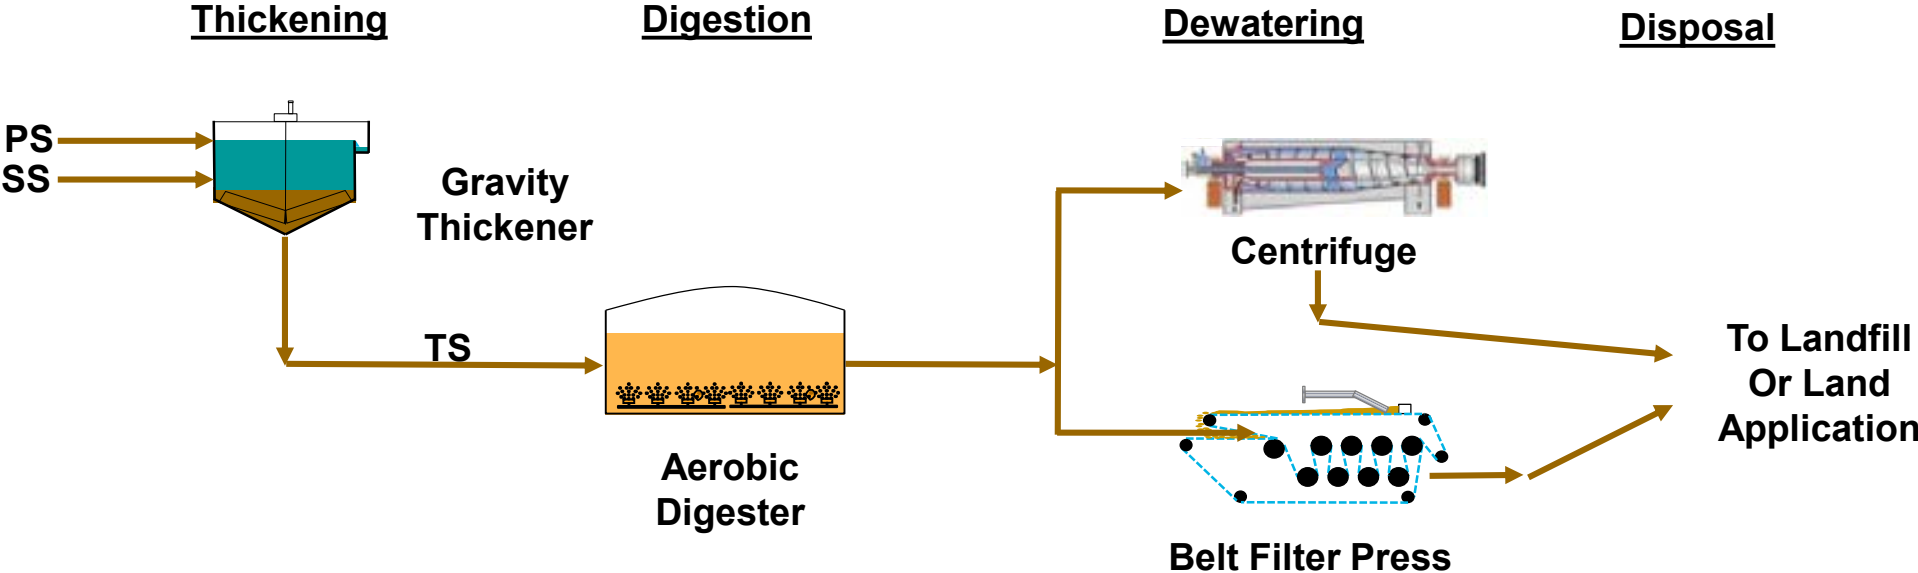 Thickening
Digestion
Dewatering
Disposal
PS
SS
Gravity
Thickener
TS
Aerobic
Digester
Centrifuge
Belt Filter Press
To Landfill
Or Land
Application